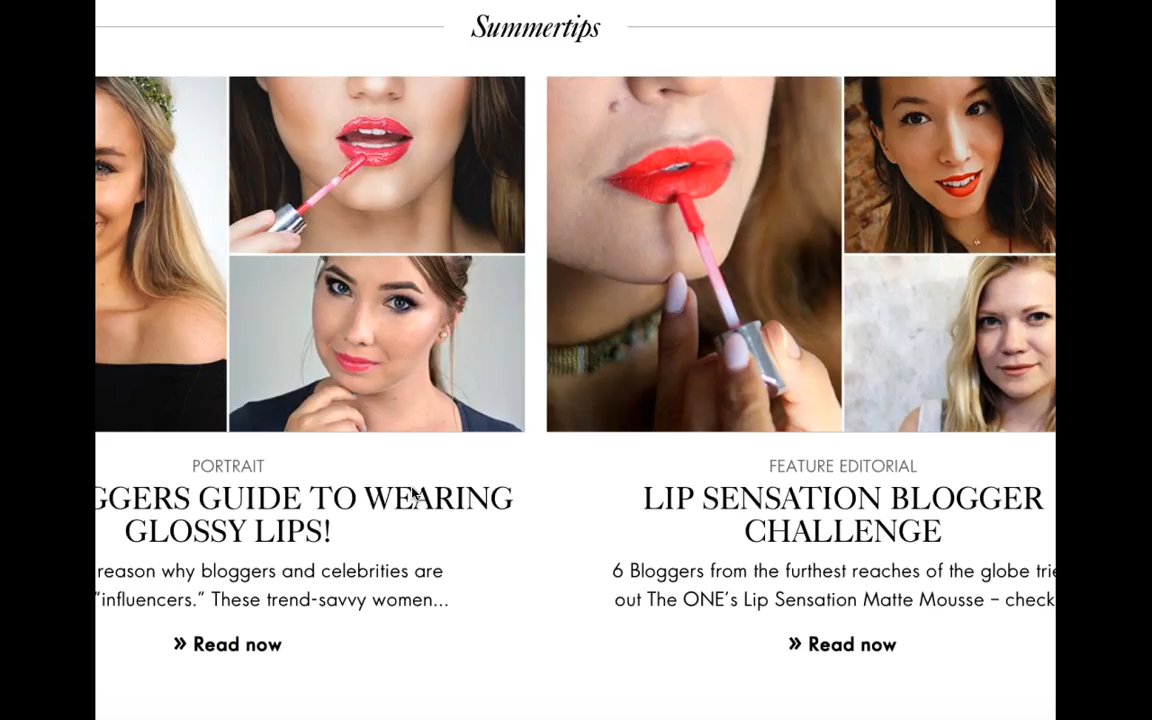 Summertips
PORTRAIT
GGERS GUIDE TO WEARING
GLOSSY LIPS!
reason why bloggers and celebrities are
“influencers.” These trend-savvy women...
» Read now
FEATURE EDITORIAL
LIP SENSATION BLOGGER
CHALLENGE
6 Bloggers from the furthest reaches of the globe trie
out The ONE’s Lip Sensation Matte Mousse – check
» Read now